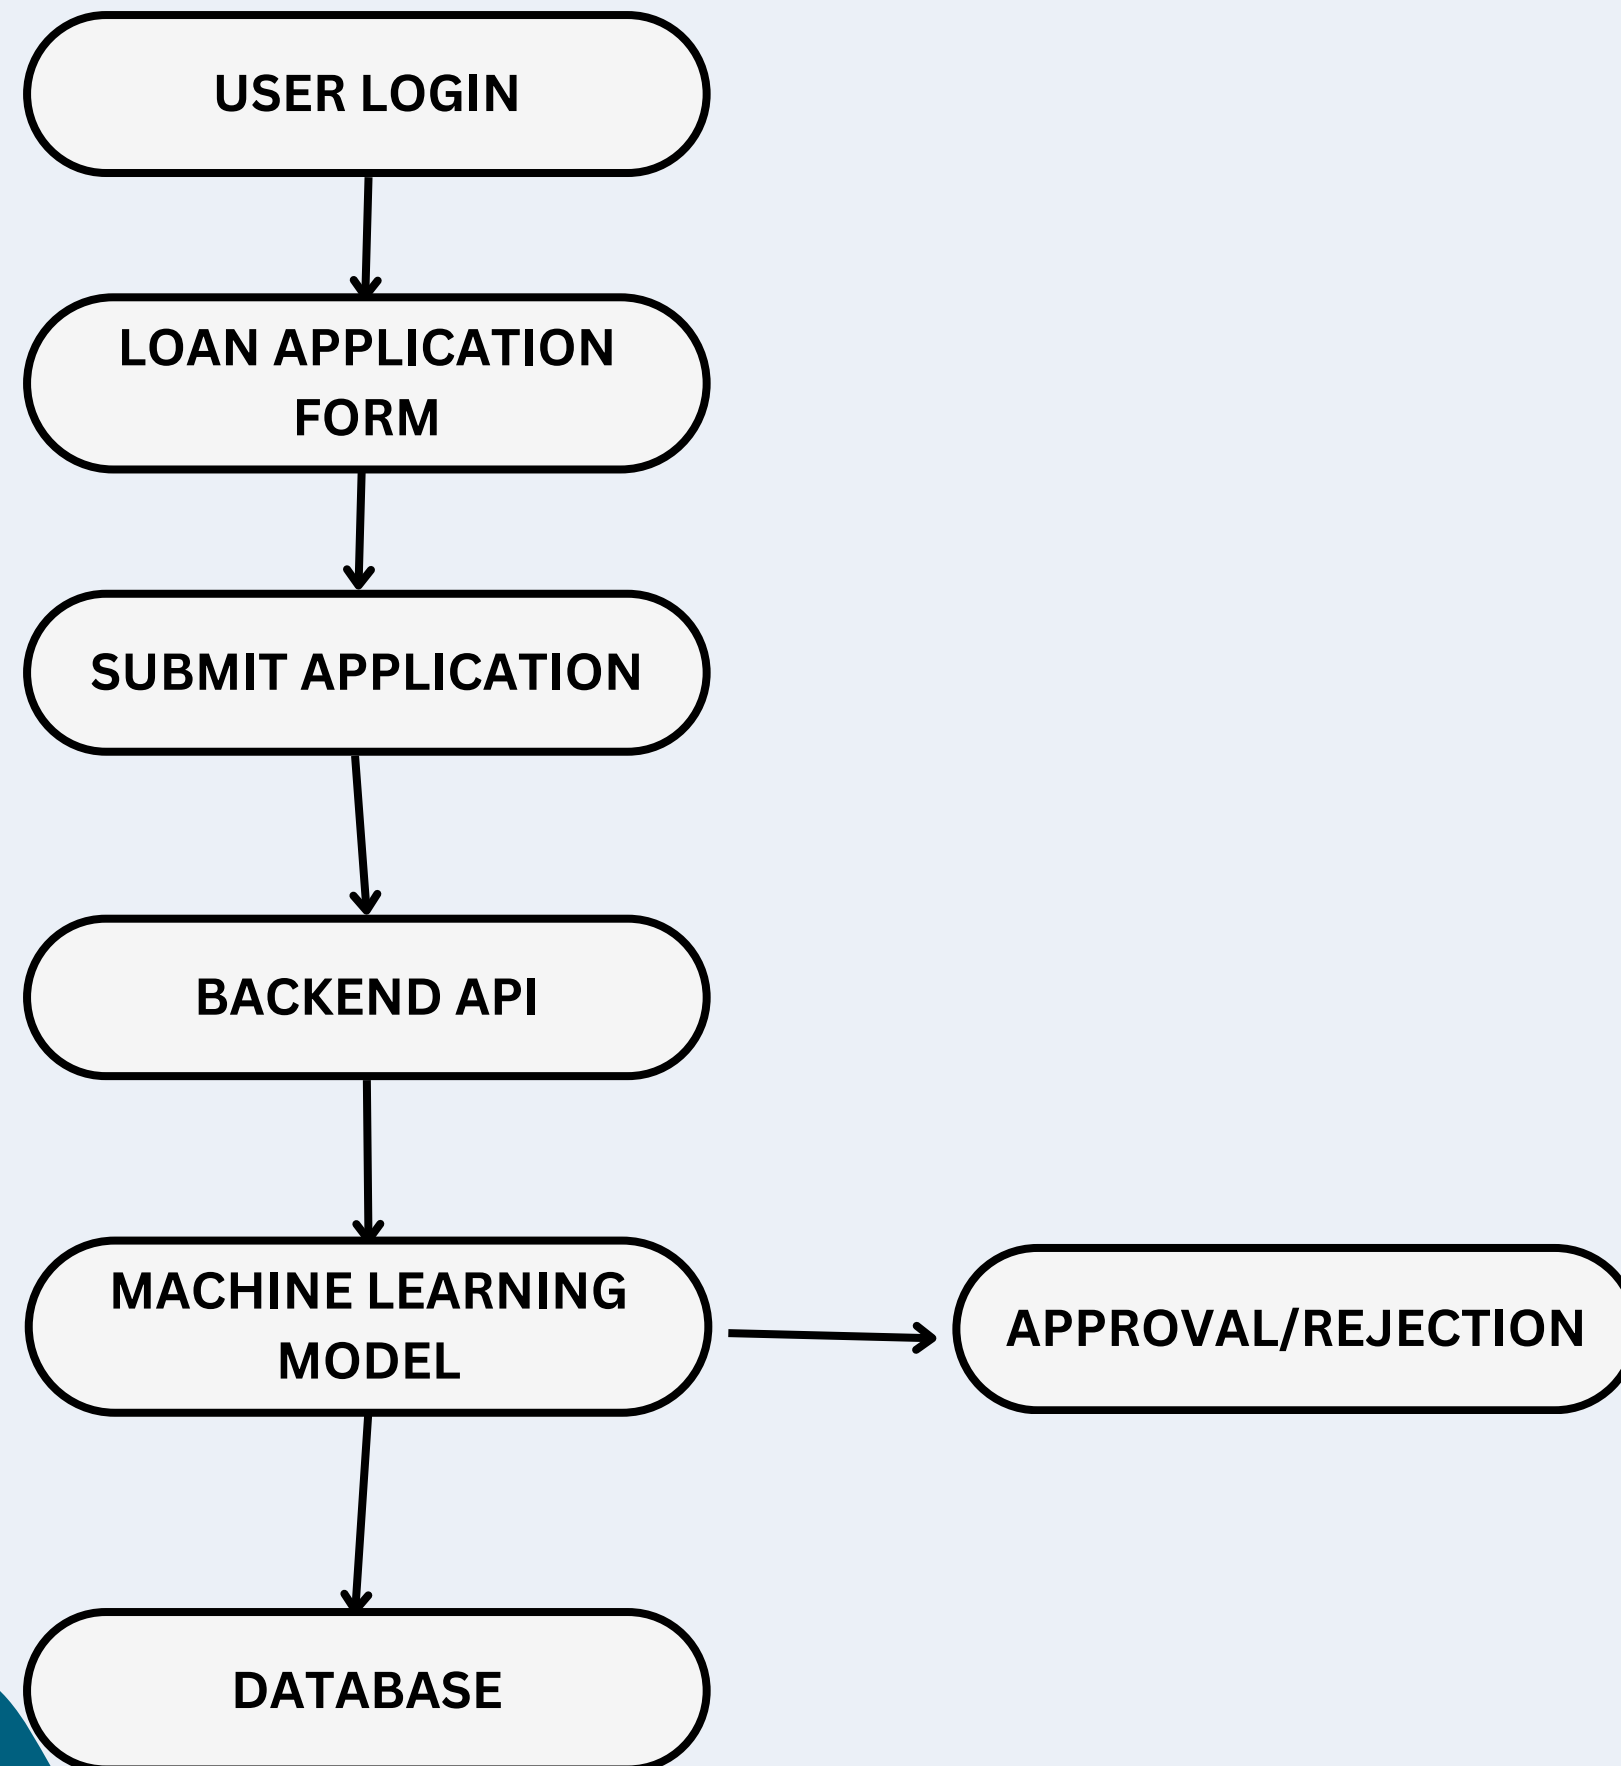 USER LOGIN
LOAN APPLICATION
FORM
SUBMIT APPLICATION
BACKEND API
MACHINE LEARNING
MODEL
APPROVAL/REJECTION
DATABASE